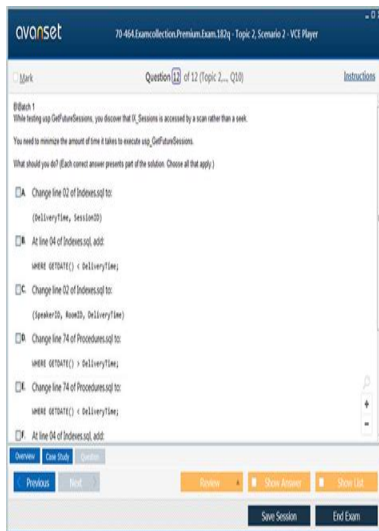 avanset
70-464.Examcollection.Premium.Exam.182q - Topic 2, Scenario 2 - VCE Player
Mark
Question 12 of 12 (Topic 2,..., Q10)
Instructions
While testing usp_GetFutureSessions, you discover that IX_Sessions is accessed by a scan rather than a seek.
You need to minimize the amount of time it takes to execute usp_GetFutureSessions.
What should you do? (Each correct answer presents part of the solution. Choose all that apply.)
A. Change line 02 of Indexes.sql to:
(DeliveryTime, SessionID)
B. At line 04 of Indexes.sql, add:
WHERE GETDATE() < DeliveryTime;
C. Change line 02 of Indexes.sql to:
(SpeakerID, RoomID, DeliveryTime)
D. Change line 74 of Procedures.sql to:
WHERE GETDATE() > DeliveryTime;
E. Change line 74 of Procedures.sql to:
WHERE GETDATE() < DeliveryTime;
F. At line 04 of Indexes.sql, add:
Overview Case Study Question
Previous Next Review Show Answer Show List
Save Session End Exam